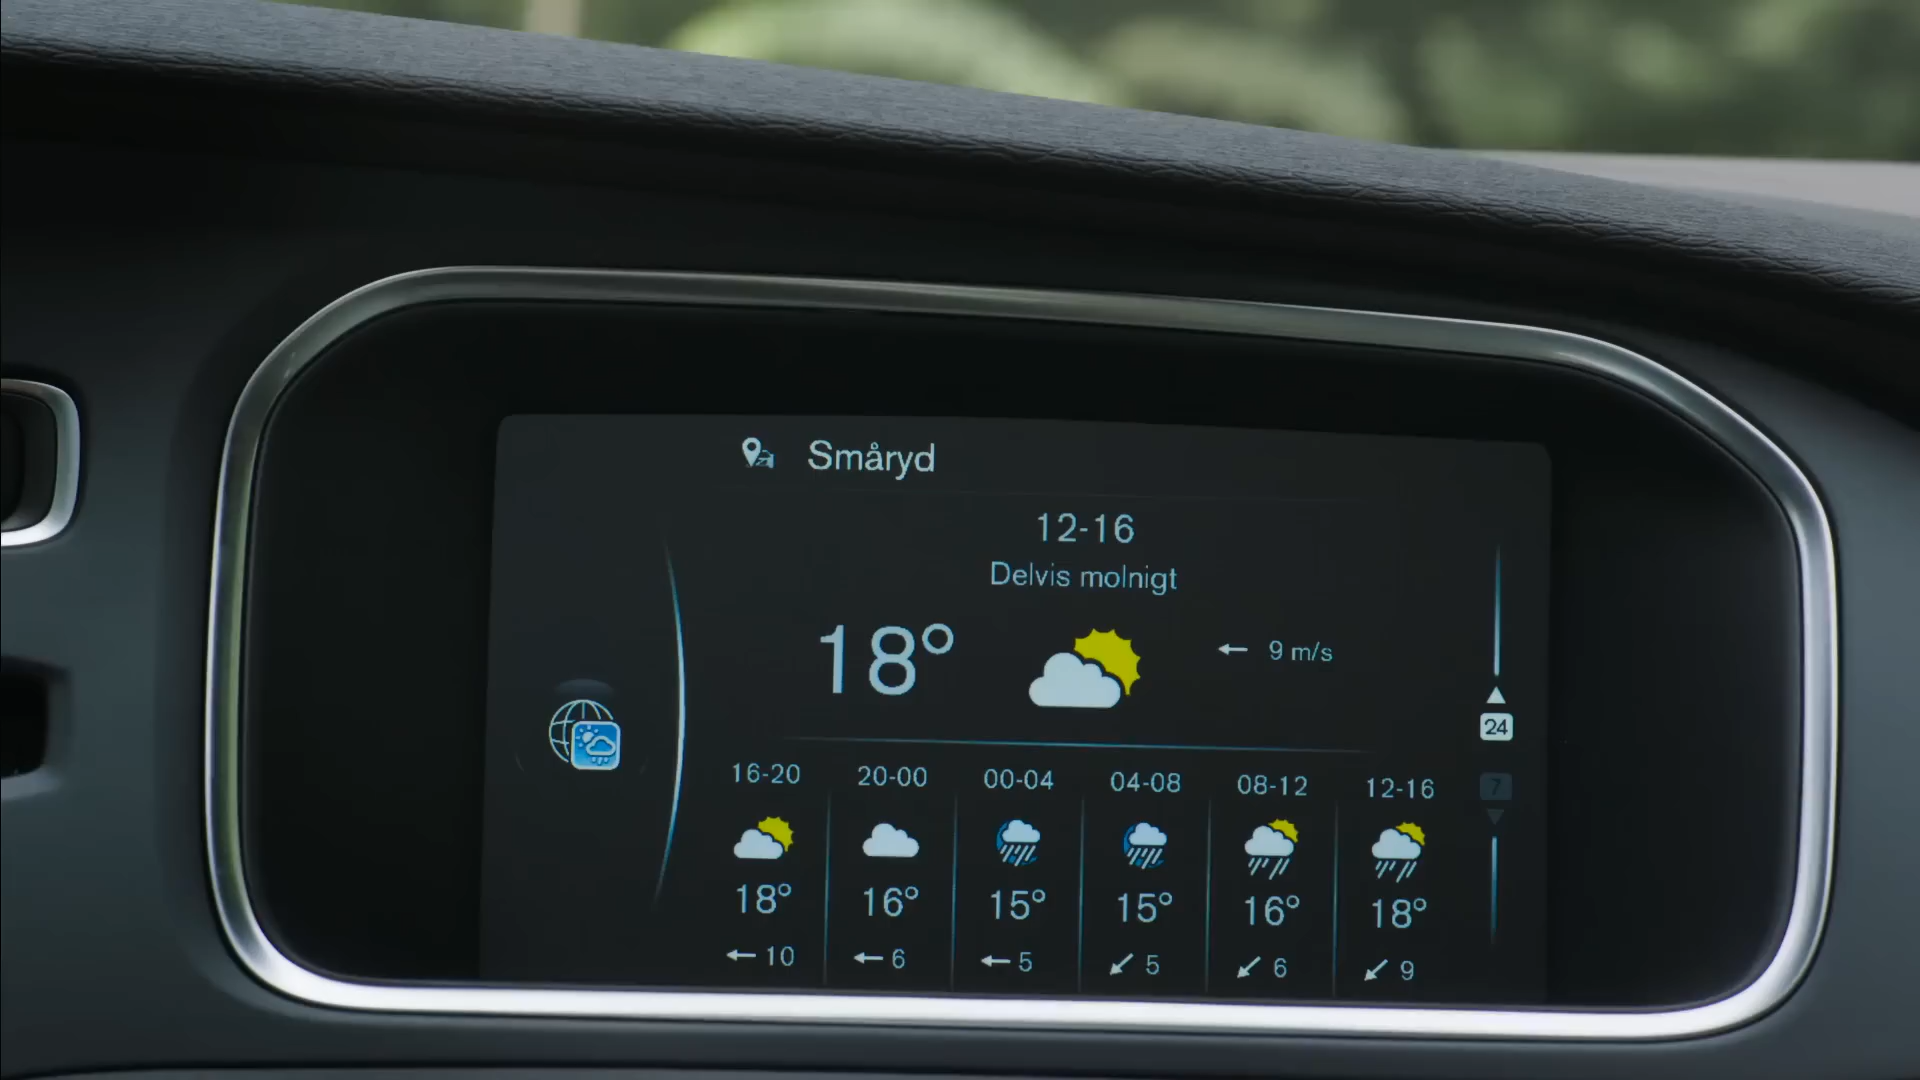 Småryd
12-16
Delvis molnigt
18°
9 m/s
24
7
16-20 20-00 00-04 04-08 08-12 12-16
18° 16° 15° 15° 16° 18°
10 6 5 5 6 9